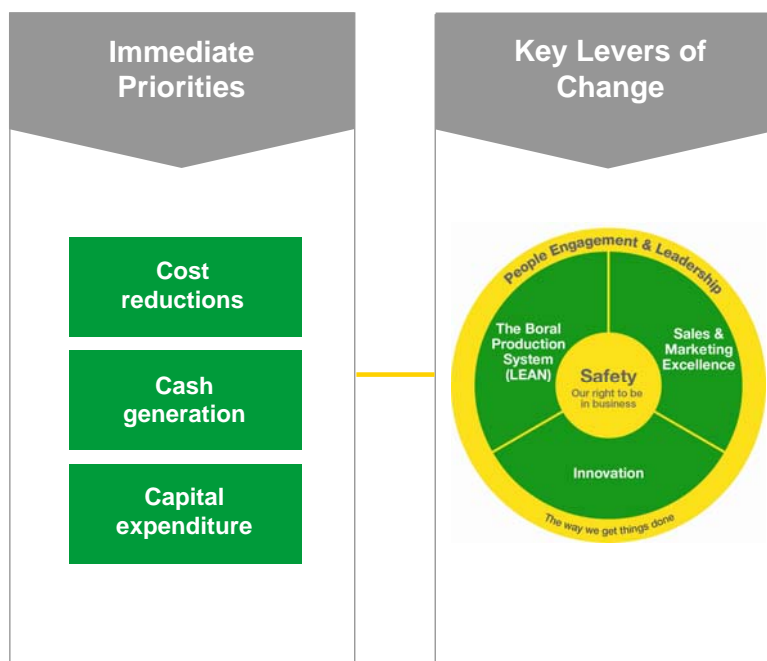 Immediate
Priorities
Cost
reductions
Cash
generation
Capital
expenditure
Key Levers of
Change
People Engagement & Leadership
The Boral
Production
System
(LEAN)
Sales &
Marketing
Excellence
Safety
Our right to be
in business
Innovation
The way we get things done